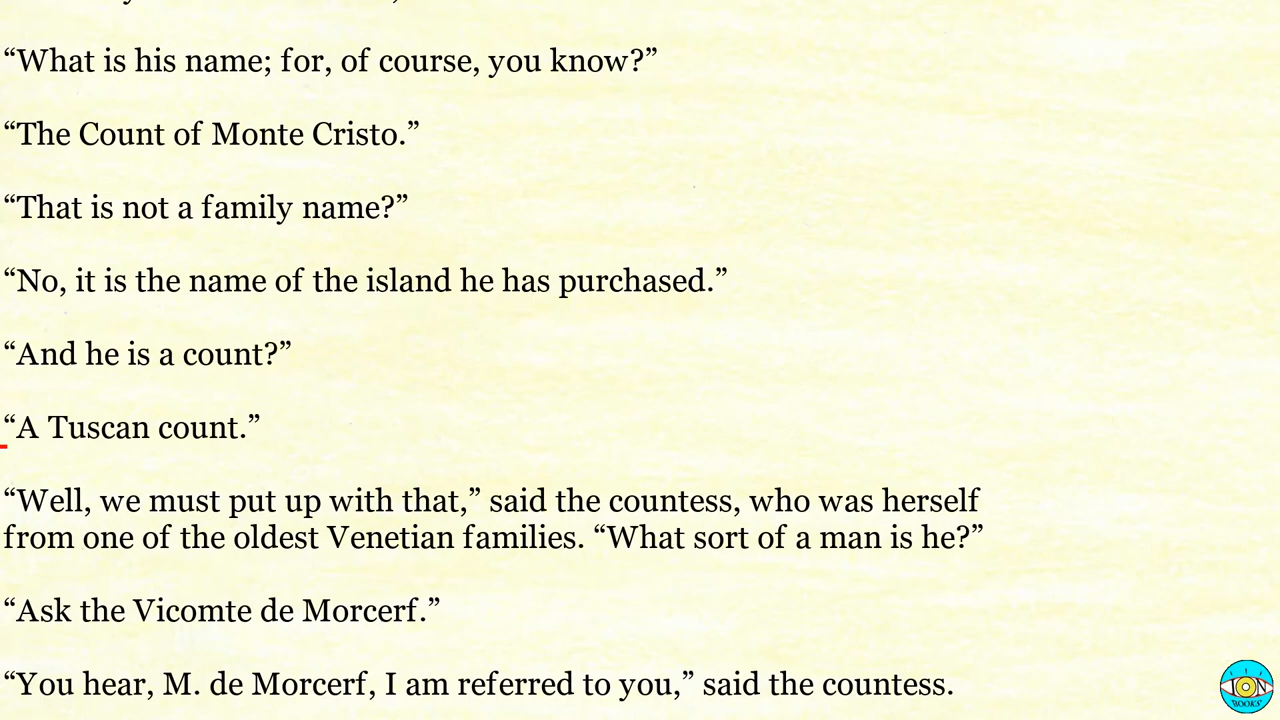 “What is his name; for, of course, you know?”
“The Count of Monte Cristo.”
“That is not a family name?”
“No, it is the name of the island he has purchased.”
“And he is a count?”
“A Tuscan count.”
“Well, we must put up with that,” said the countess, who was herself
from one of the oldest Venetian families. “What sort of a man is he?”
“Ask the Vicomte de Morcerf.”
“You hear, M. de Morcerf, I am referred to you,” said the countess.
ION
BOOKS